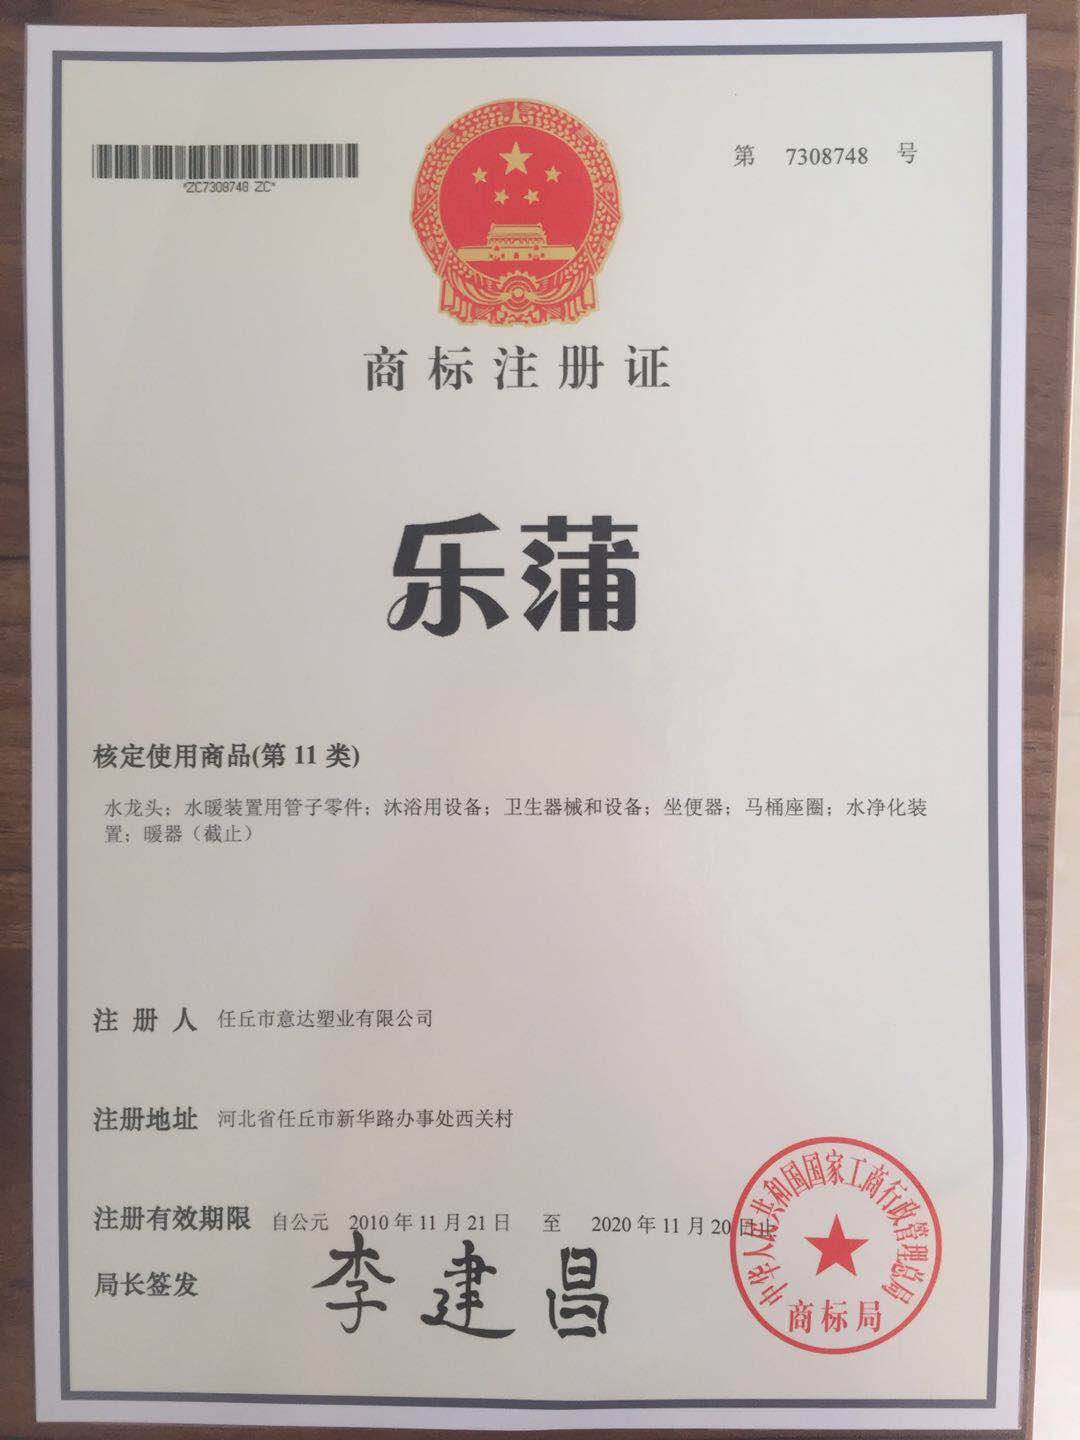 *ZC7308748 ZC*
第 7308748 号
商标注册证
乐蒲
核定使用商品(第 11 类)
水龙头；水暖装置用管子零件；沐浴用设备；卫生器械和设备；坐便器；马桶座圈；水净化装
置；暖器（截止）
注 册 人 任丘市意达塑业有限公司
注册地址 河北省任丘市新华路办事处西关村
注册有效期限 自公元 2010 年 11 月 21 日 至 2020 年 11 月 20 日止
局长签发 李建昌
中华人民共和国国家工商行政管理总局
商标局